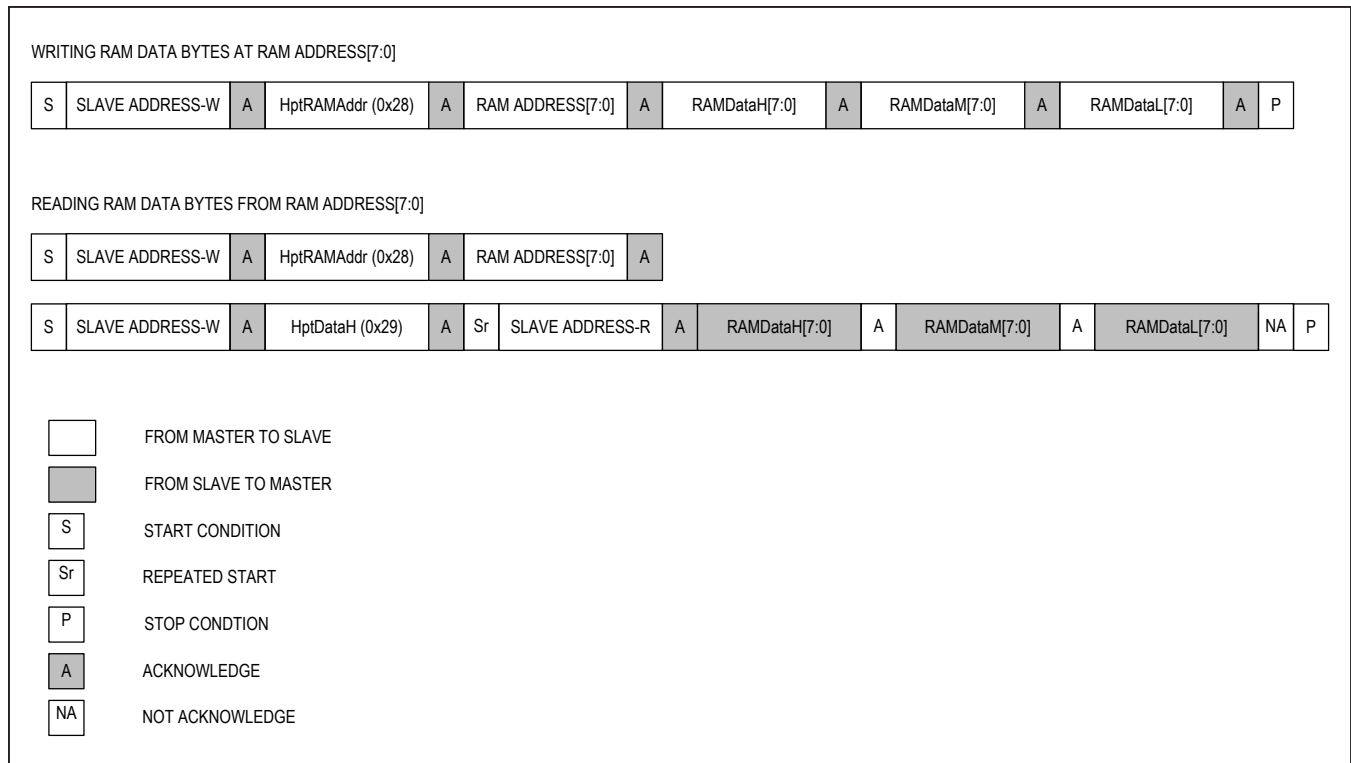 WRITING RAM DATA BYTES AT RAM ADDRESS[7:0]
S SLAVE ADDRESS-W A HptRAMAddr (0x28) A RAM ADDRESS[7:0] A RAMDataH[7:0] A RAMDataM[7:0] A RAMDataL[7:0] A P
READING RAM DATA BYTES FROM RAM ADDRESS[7:0]
S SLAVE ADDRESS-W A HptRAMAddr (0x28) A RAM ADDRESS[7:0] A
S SLAVE ADDRESS-W A HptDataH (0x29) A Sr SLAVE ADDRESS-R A RAMDataH[7:0] A RAMDataM[7:0] A RAMDataL[7:0] NA P
FROM MASTER TO SLAVE
FROM SLAVE TO MASTER
S START CONDITION
Sr REPEATED START
P STOP CONDTION
A ACKNOWLEDGE
NA NOT ACKNOWLEDGE